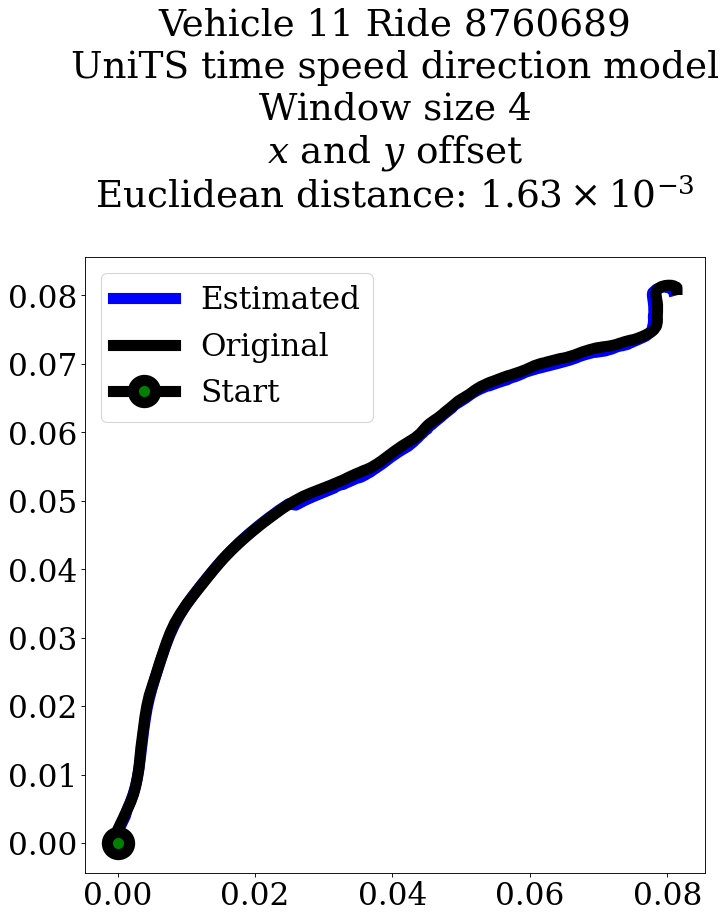 Vehicle 11 Ride 8760689
UniTS time speed direction model
Window size 4
x and y offset
Euclidean distance: 1.63 × 10⁻³
Estimated
Original
Start
0.08
0.07
0.06
0.05
0.04
0.03
0.02
0.01
0.00
0.00 0.02 0.04 0.06 0.08